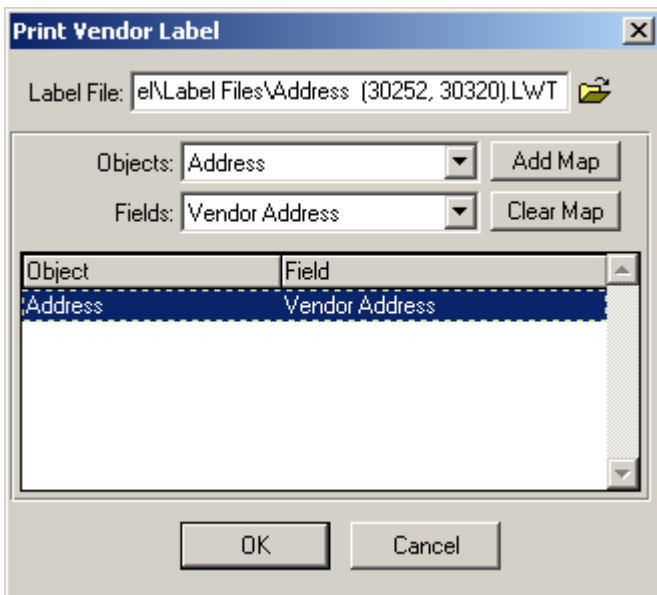 Print Vendor Label
Label File: el\Label Files\Address  (30252, 30320).LWT
Objects: Address Add Map
Fields: Vendor Address Clear Map
Object Field
Address Vendor Address
OK Cancel